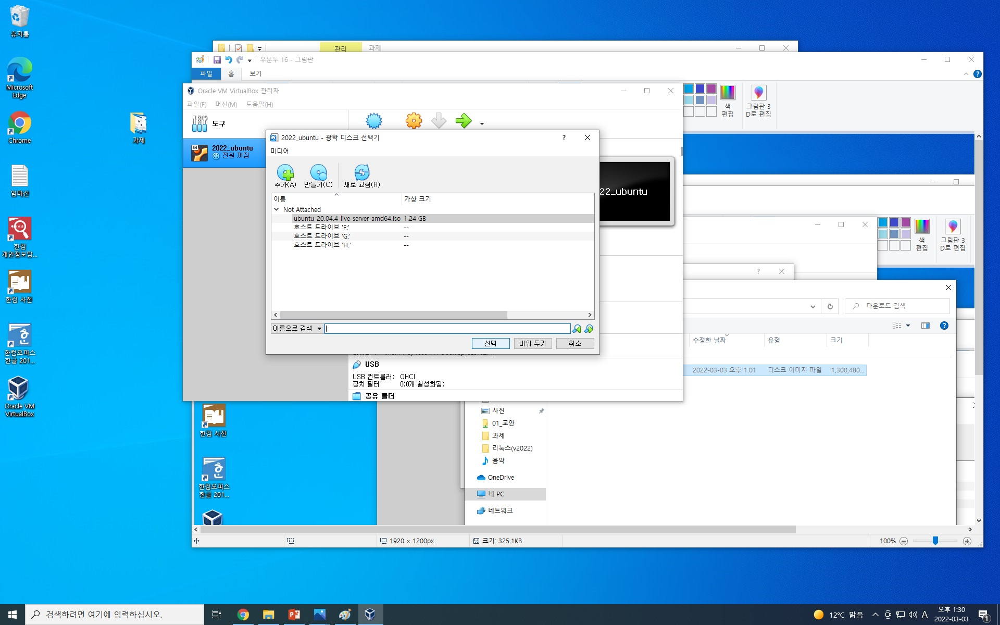 휴지통
Microsoft
Edge
Chrome
임미선
한컴
개인정보탐...
한컴 사전
한컴오피스
한글 201...
Oracle VM
VirtualBox
과제
관리
과제
우분투 16 - 그림판
파일
홈
보기
색
편집
그림판 3
D로 편집
Oracle VM VirtualBox 관리자
파일(F)
머신(M)
도움말(H)
도구
64
2022_ubuntu
전원 꺼짐
2022_ubuntu - 광학 디스크 선택기
?
미디어
추가(A)
만들기(C)
새로 고침(R)
이름
가상 크기
Not Attached
ubuntu-20.04.4-live-server-amd64.iso
1.24 GB
호스트 드라이브 'F:'
--
호스트 드라이브 'G:'
--
호스트 드라이브 'H:'
--
이름으로 검색
선택
비워 두기
취소
22_ubuntu
USB
USB 컨트롤러:
OHCI
장치 필터:
0(0개 활성화됨)
공유 폴더
색
편집
그림판 3
D로 편집
?
다운로드 검색
수정한 날짜
유형
크기
2022-03-03 오후 1:01
디스크 이미지 파일
1,300,480...
한컴 사전
한컴오피스
한글 201...
사진
01_교안
과제
리눅스(v2022)
음악
OneDrive
내 PC
네트워크
1920 × 1200px
크기: 325.1KB
100%
검색하려면 여기에 입력하십시오.
12°C 맑음
A
오후 1:30
2022-03-03
1